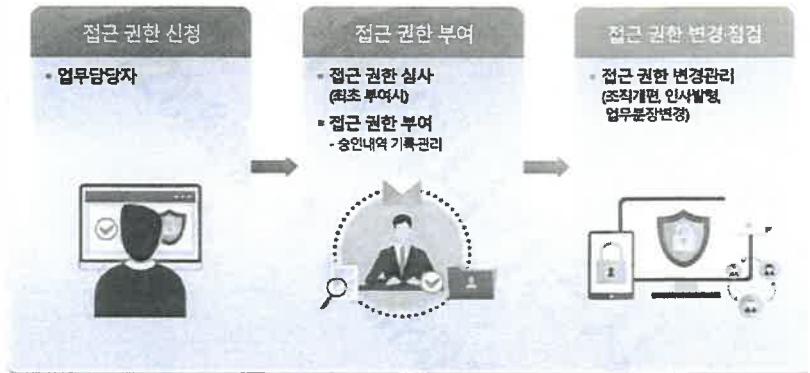 접근 권한 신청
▪ 업무담당자
접근 권한 부여
▪ 접근 권한 심사
(최초 부여시)
▪ 접근 권한 부여
- 승인내역 기록·관리
접근 권한 변경·점검
▪ 접근 권한 변경관리
(조직개편, 인사발령,
업무분장변경)